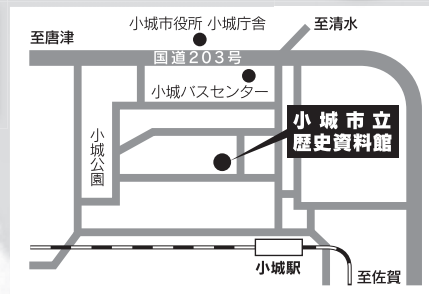 小城市役所 小城庁舎
至唐津
至清水
国道203号
小城バスセンター
小城公園
小城市立
歴史資料館
小城駅
至佐賀